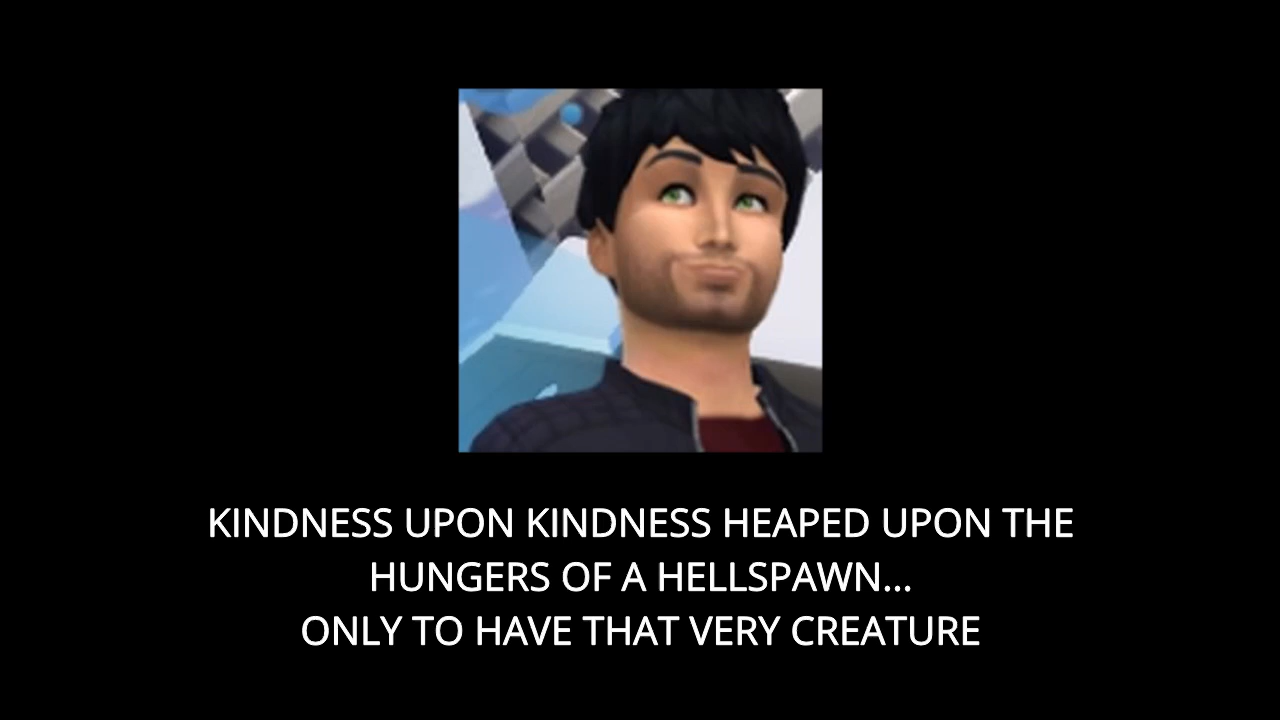 KINDNESS UPON KINDNESS HEAPED UPON THE
HUNGERS OF A HELLSPAWN...
ONLY TO HAVE THAT VERY CREATURE